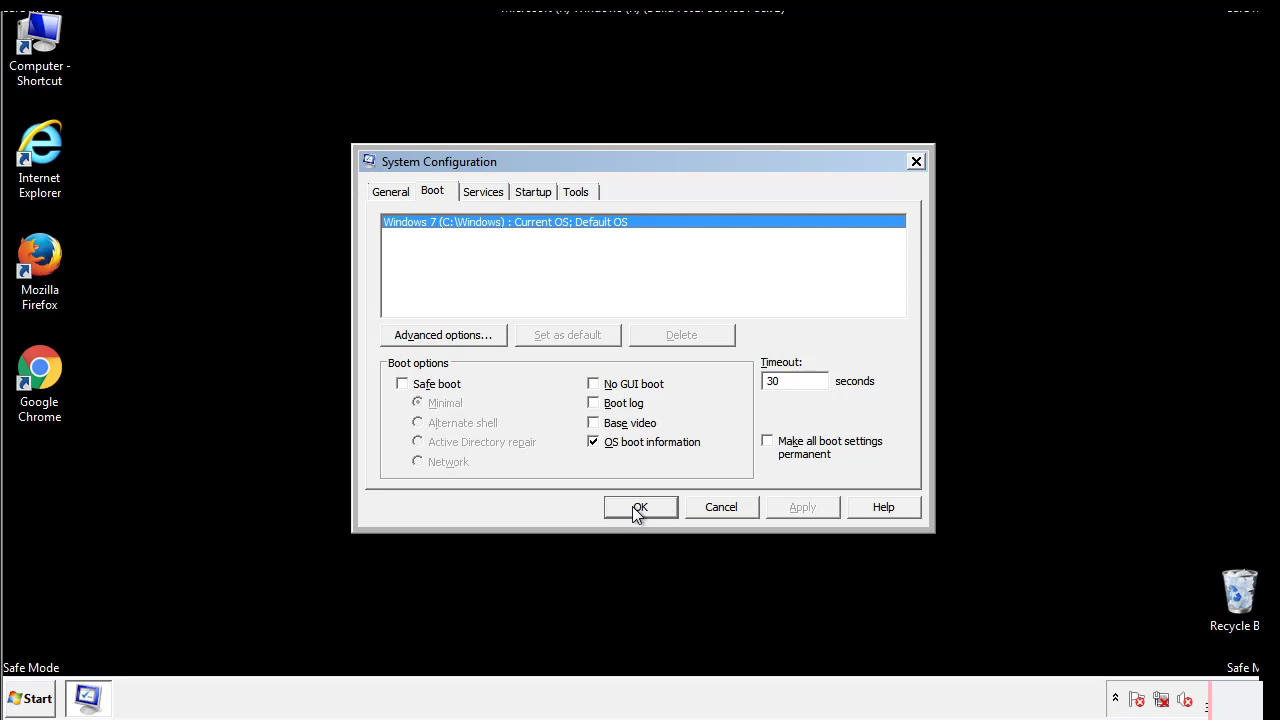 Computer -
Shortcut
Internet
Explorer
Mozilla
Firefox
Google
Chrome
System Configuration
General Boot Services Startup Tools
Windows 7 (C:\Windows) : Current OS; Default OS
Advanced options... Set as default Delete
Boot options
Safe boot
Minimal
Alternate shell
Active Directory repair
Network
No GUI boot
Boot log
Base video
OS boot information
Timeout:
30 seconds
Make all boot settings
permanent
OK Cancel Apply Help
Recycle B
Safe Mode
Safe M
Start